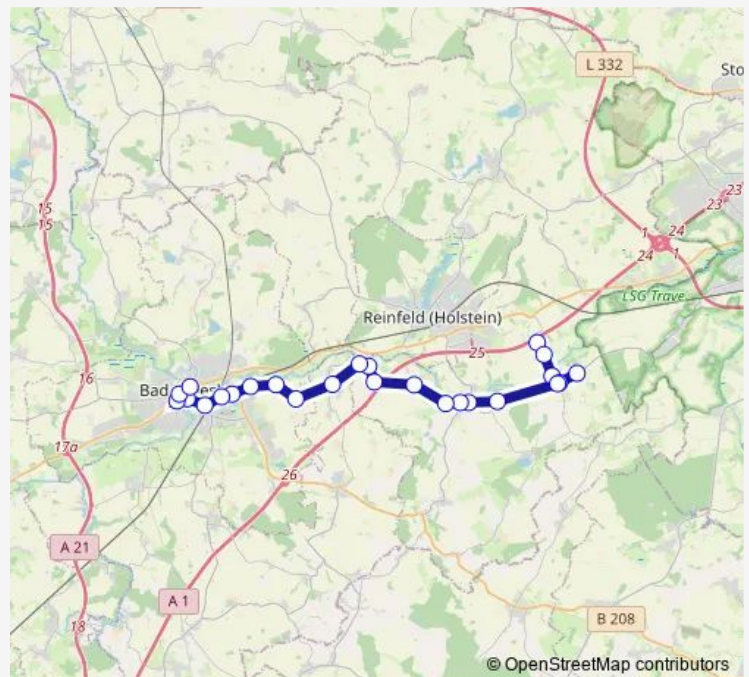 L 332
Sto
23
23
15
15
1
24
24
1
LSG Trave
Reinfeld (Holstein)
25
16
Bad
esl
17a
26
A 21
A 1
18
B 208
© OpenStreetMap contributors